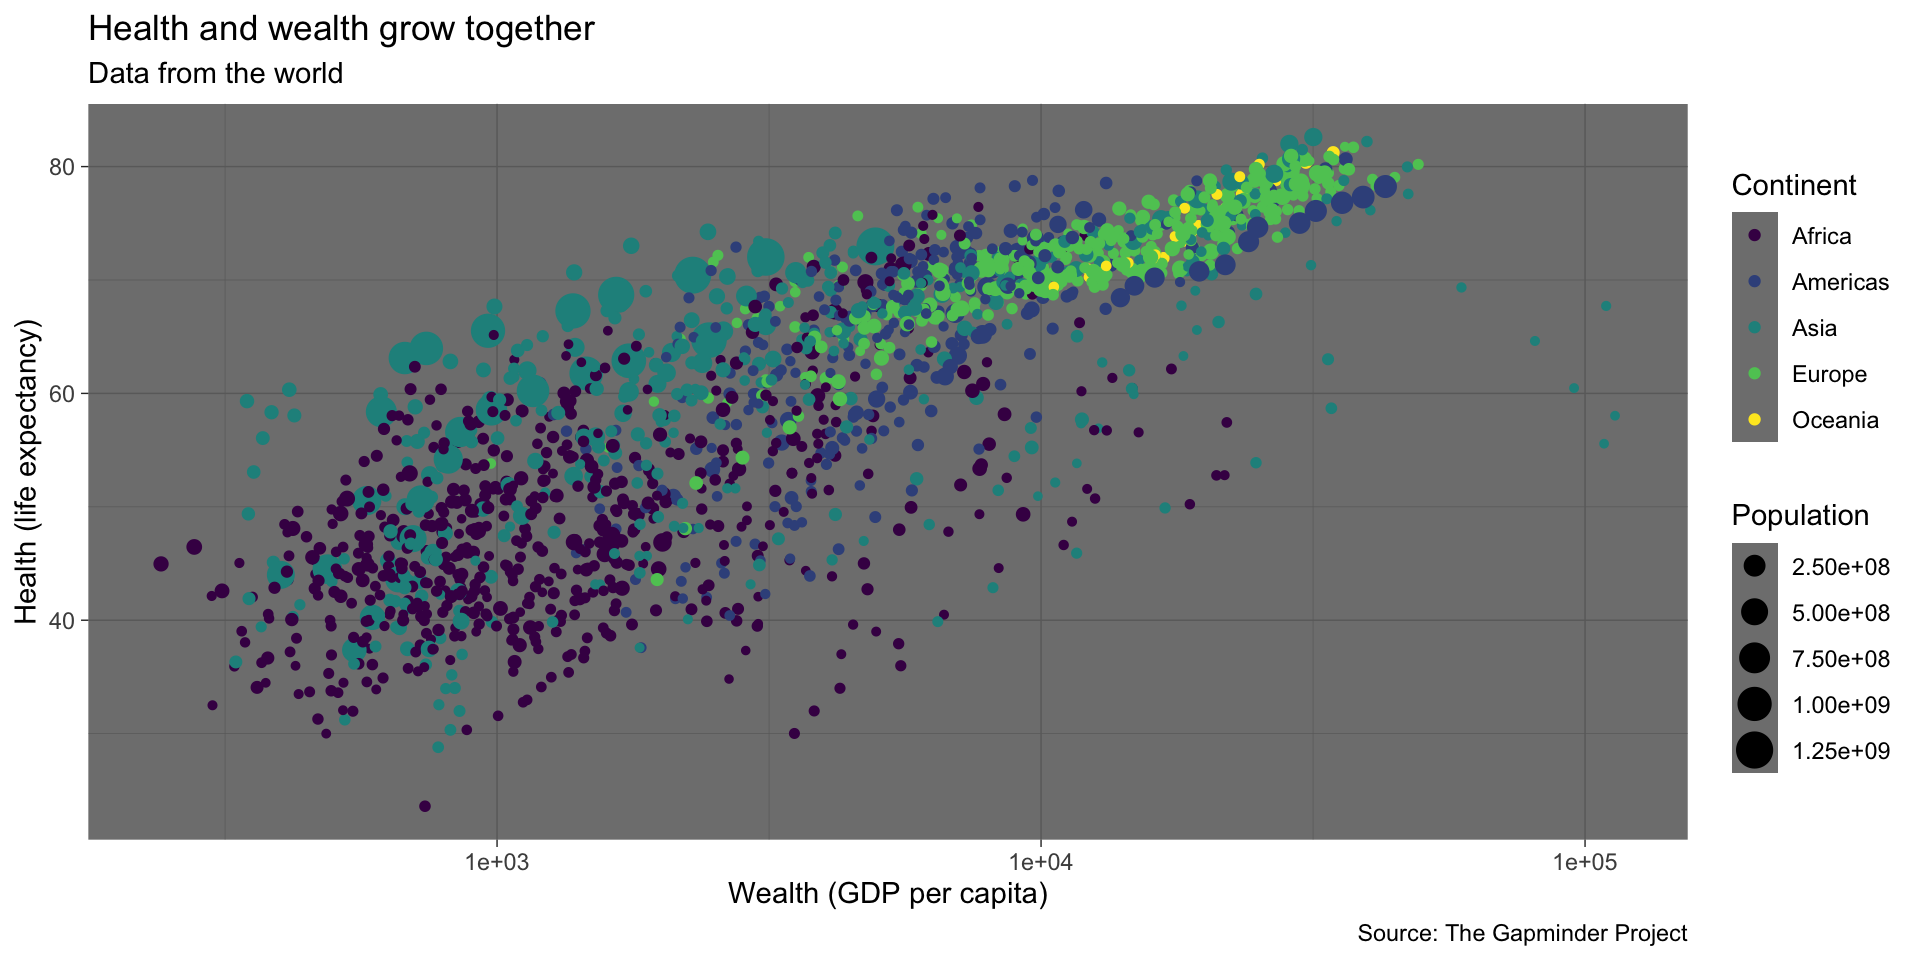 Health and wealth grow together
Data from the world
Health (life expectancy)
80
60
40
1e+03
1e+04
1e+05
Wealth (GDP per capita)
Continent
Africa
Americas
Asia
Europe
Oceania
Population
2.50e+08
5.00e+08
7.50e+08
1.00e+09
1.25e+09
Source: The Gapminder Project